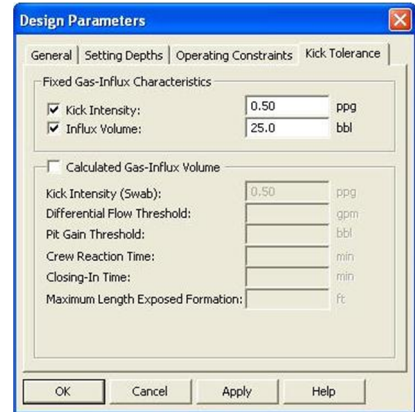 Design Parameters
General Setting Depths Operating Constraints Kick Tolerance
Fixed Gas-Influx Characteristics
Kick Intensity: 0.50 ppg
Influx Volume: 25.0 bbl
Calculated Gas-Influx Volume
Kick Intensity (Swab): 0.50 ppg
Differential Flow Threshold: gpm
Pit Gain Threshold: bbl
Crew Reaction Time: min
Closing-In Time: min
Maximum Length Exposed Formation: ft
OK Cancel Apply Help